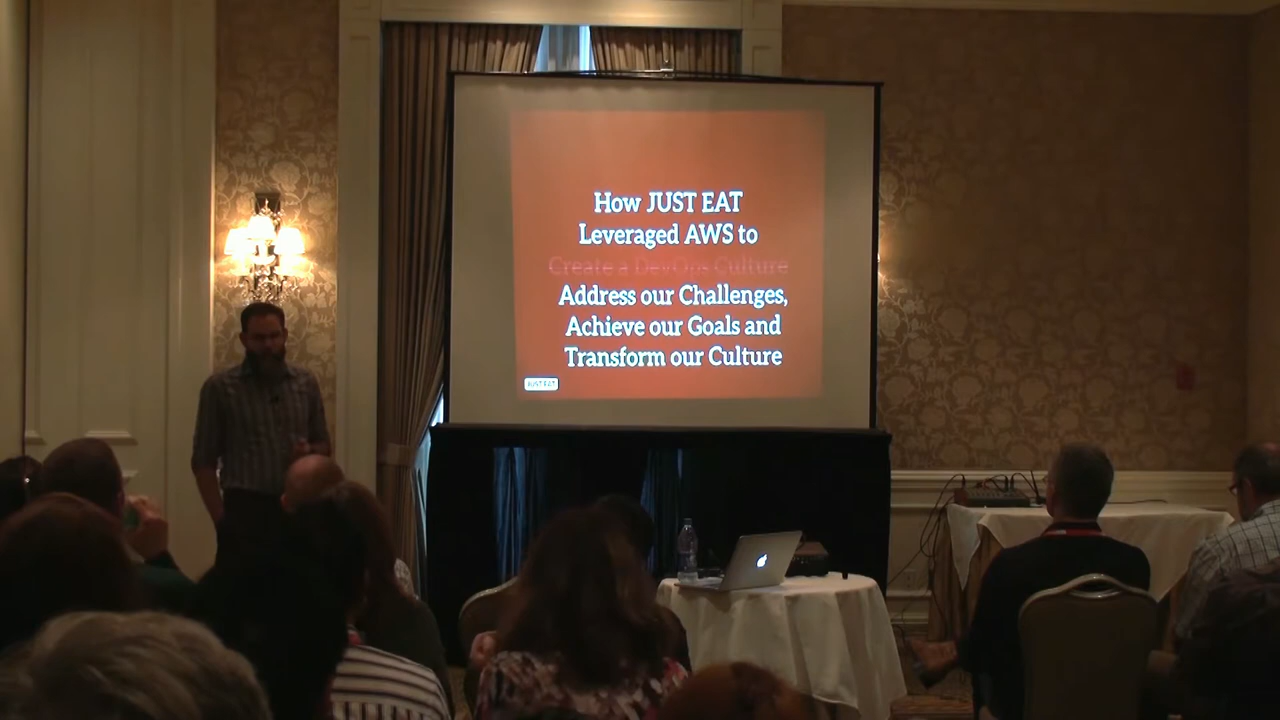 How JUST EAT
Leveraged AWS to
Create a DevOps Culture
Address our Challenges,
Achieve our Goals and
Transform our Culture
JUST EAT